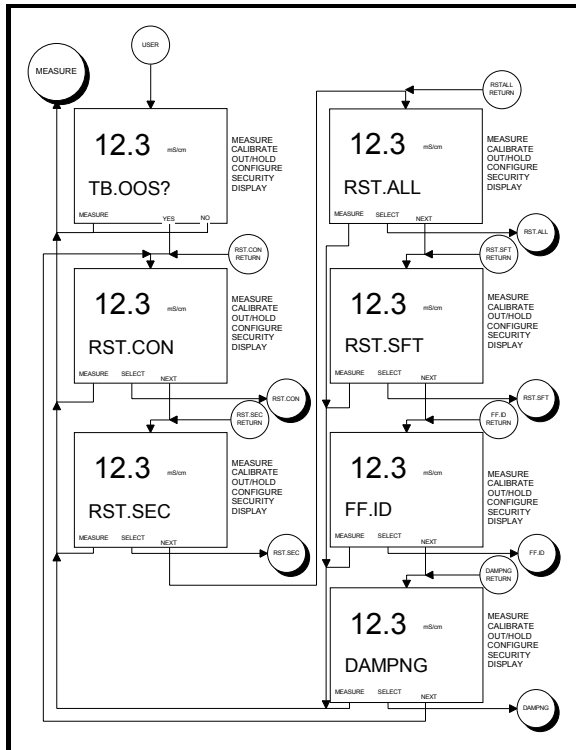 MEASURE
USER
12.3 mS/cm
TB.OOS?
MEASURE YES NO
MEASURE
CALIBRATE
OUT/HOLD
CONFIGURE
SECURITY
DISPLAY
RST.CON
RETURN
12.3 mS/cm
RST.CON
MEASURE SELECT NEXT
MEASURE
CALIBRATE
OUT/HOLD
CONFIGURE
SECURITY
DISPLAY
RST.CON
RST.SEC
RETURN
12.3 mS/cm
RST.SEC
MEASURE SELECT NEXT
MEASURE
CALIBRATE
OUT/HOLD
CONFIGURE
SECURITY
DISPLAY
RST.SEC
RST.ALL
RETURN
12.3 mS/cm
RST.ALL
MEASURE SELECT NEXT
MEASURE
CALIBRATE
OUT/HOLD
CONFIGURE
SECURITY
DISPLAY
RST.ALL
RST.SFT
RETURN
12.3 mS/cm
RST.SFT
MEASURE SELECT NEXT
MEASURE
CALIBRATE
OUT/HOLD
CONFIGURE
SECURITY
DISPLAY
RST.SFT
FF.ID
RETURN
12.3 mS/cm
FF.ID
MEASURE SELECT NEXT
MEASURE
CALIBRATE
OUT/HOLD
CONFIGURE
SECURITY
DISPLAY
FF.ID
DAMPNG
RETURN
12.3 mS/cm
DAMPNG
MEASURE SELECT NEXT
MEASURE
CALIBRATE
OUT/HOLD
CONFIGURE
SECURITY
DISPLAY
DAMPNG